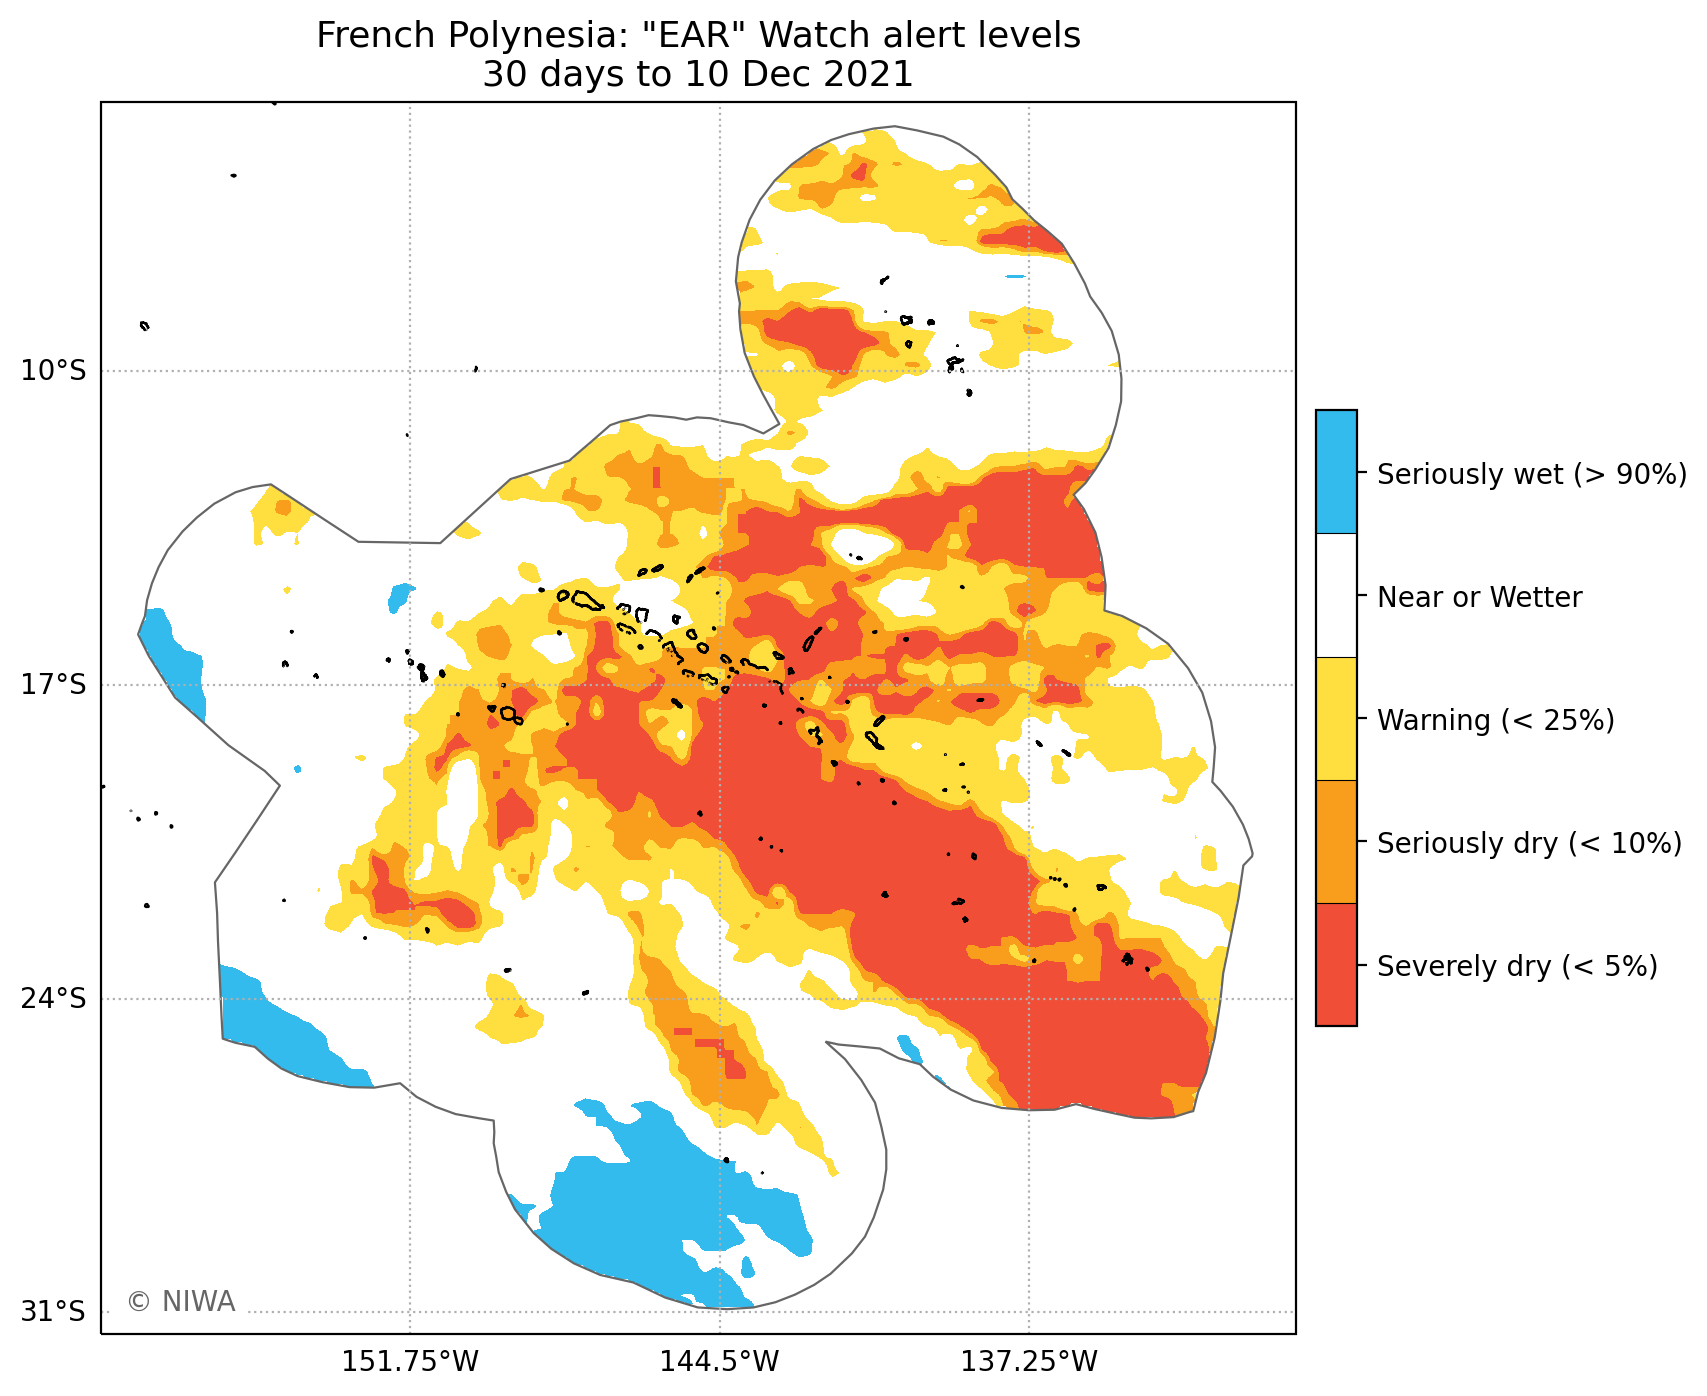 French Polynesia: "EAR" Watch alert levels
30 days to 10 Dec 2021
10°S
17°S
24°S
31°S
151.75°W
144.5°W
137.25°W
© NIWA
Seriously wet (> 90%)
Near or Wetter
Warning (< 25%)
Seriously dry (< 10%)
Severely dry (< 5%)